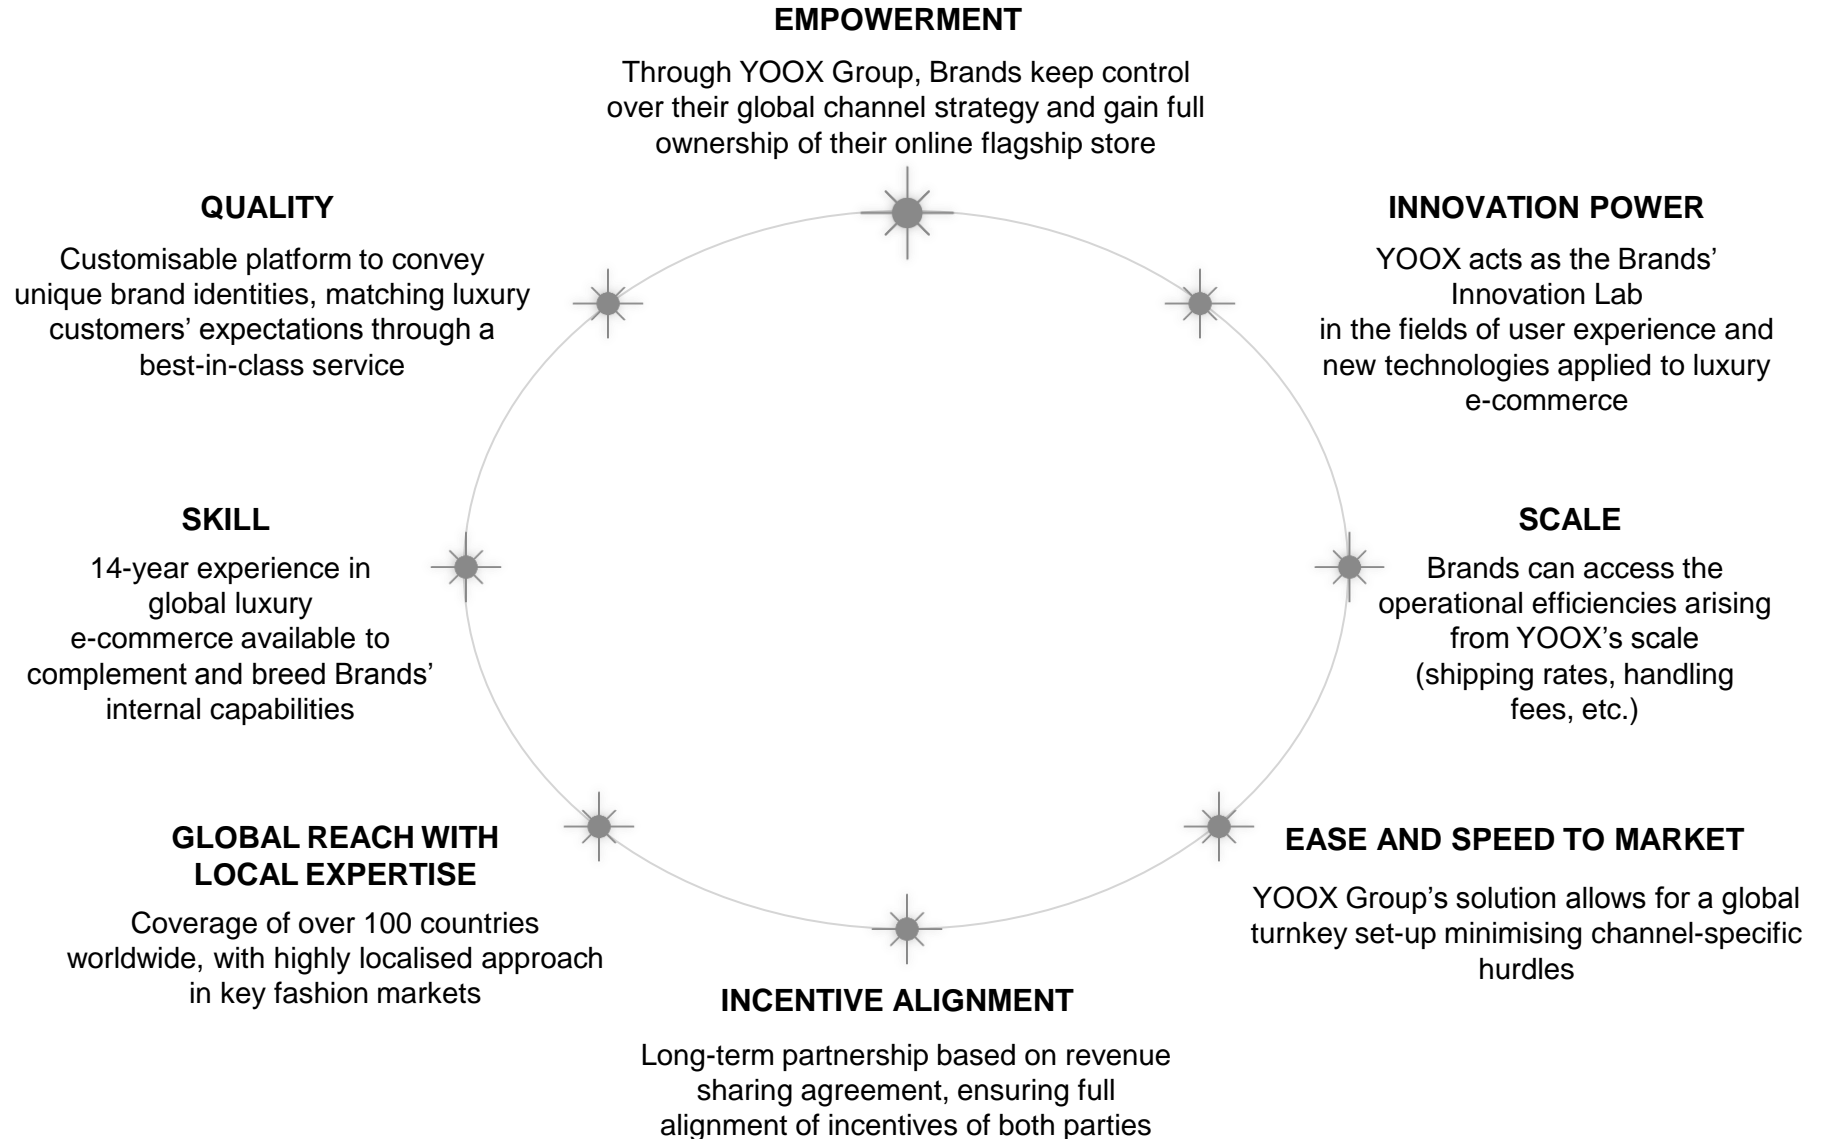 EMPOWERMENT
Through YOOX Group, Brands keep control
over their global channel strategy and gain full
ownership of their online flagship store
QUALITY
Customisable platform to convey
unique brand identities, matching luxury
customers’ expectations through a
best-in-class service
INNOVATION POWER
YOOX acts as the Brands’
Innovation Lab
in the fields of user experience and
new technologies applied to luxury
e-commerce
SKILL
14-year experience in
global luxury
e-commerce available to
complement and breed Brands’
internal capabilities
SCALE
Brands can access the
operational efficiencies arising
from YOOX’s scale
(shipping rates, handling
fees, etc.)
GLOBAL REACH WITH
LOCAL EXPERTISE
Coverage of over 100 countries
worldwide, with highly localised approach
in key fashion markets
EASE AND SPEED TO MARKET
YOOX Group’s solution allows for a global
turnkey set-up minimising channel-specific
hurdles
INCENTIVE ALIGNMENT
Long-term partnership based on revenue
sharing agreement, ensuring full
alignment of incentives of both parties